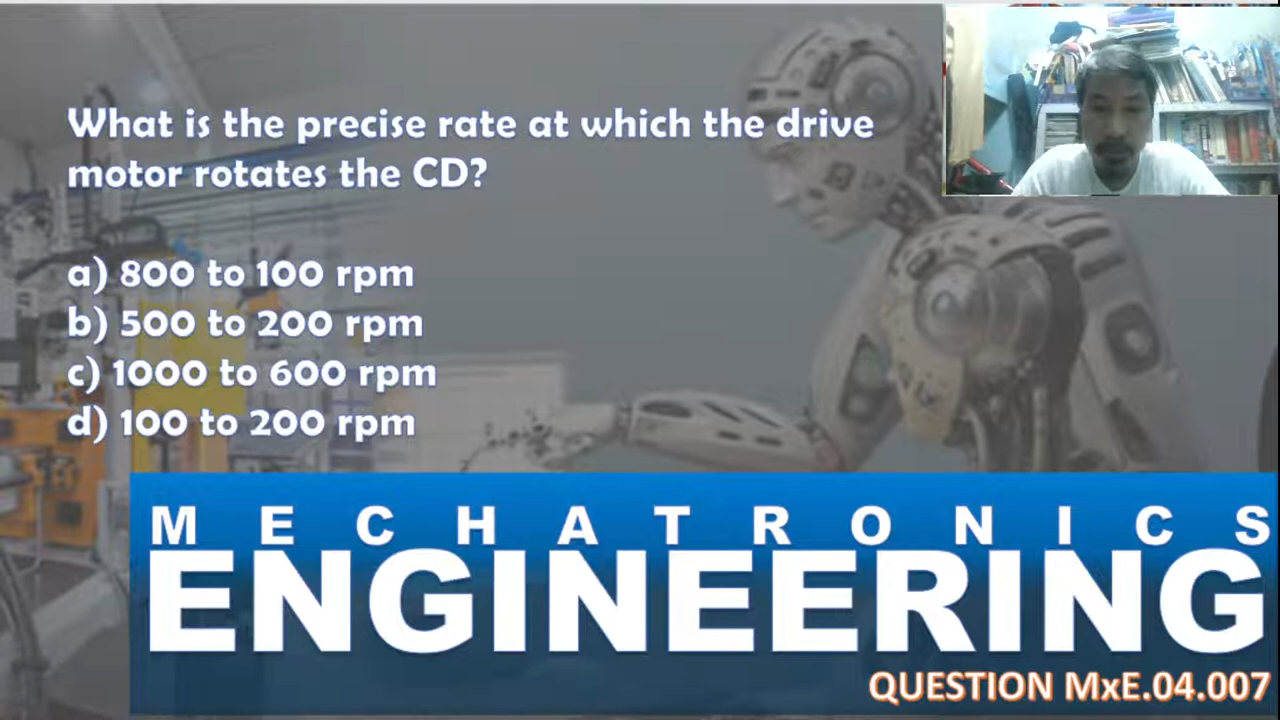 What is the precise rate at which the drive
motor rotates the CD?
a) 800 to 100 rpm
b) 500 to 200 rpm
c) 1000 to 600 rpm
d) 100 to 200 rpm
MECHATRONICS
ENGINEERING
QUESTION MxE.04.007